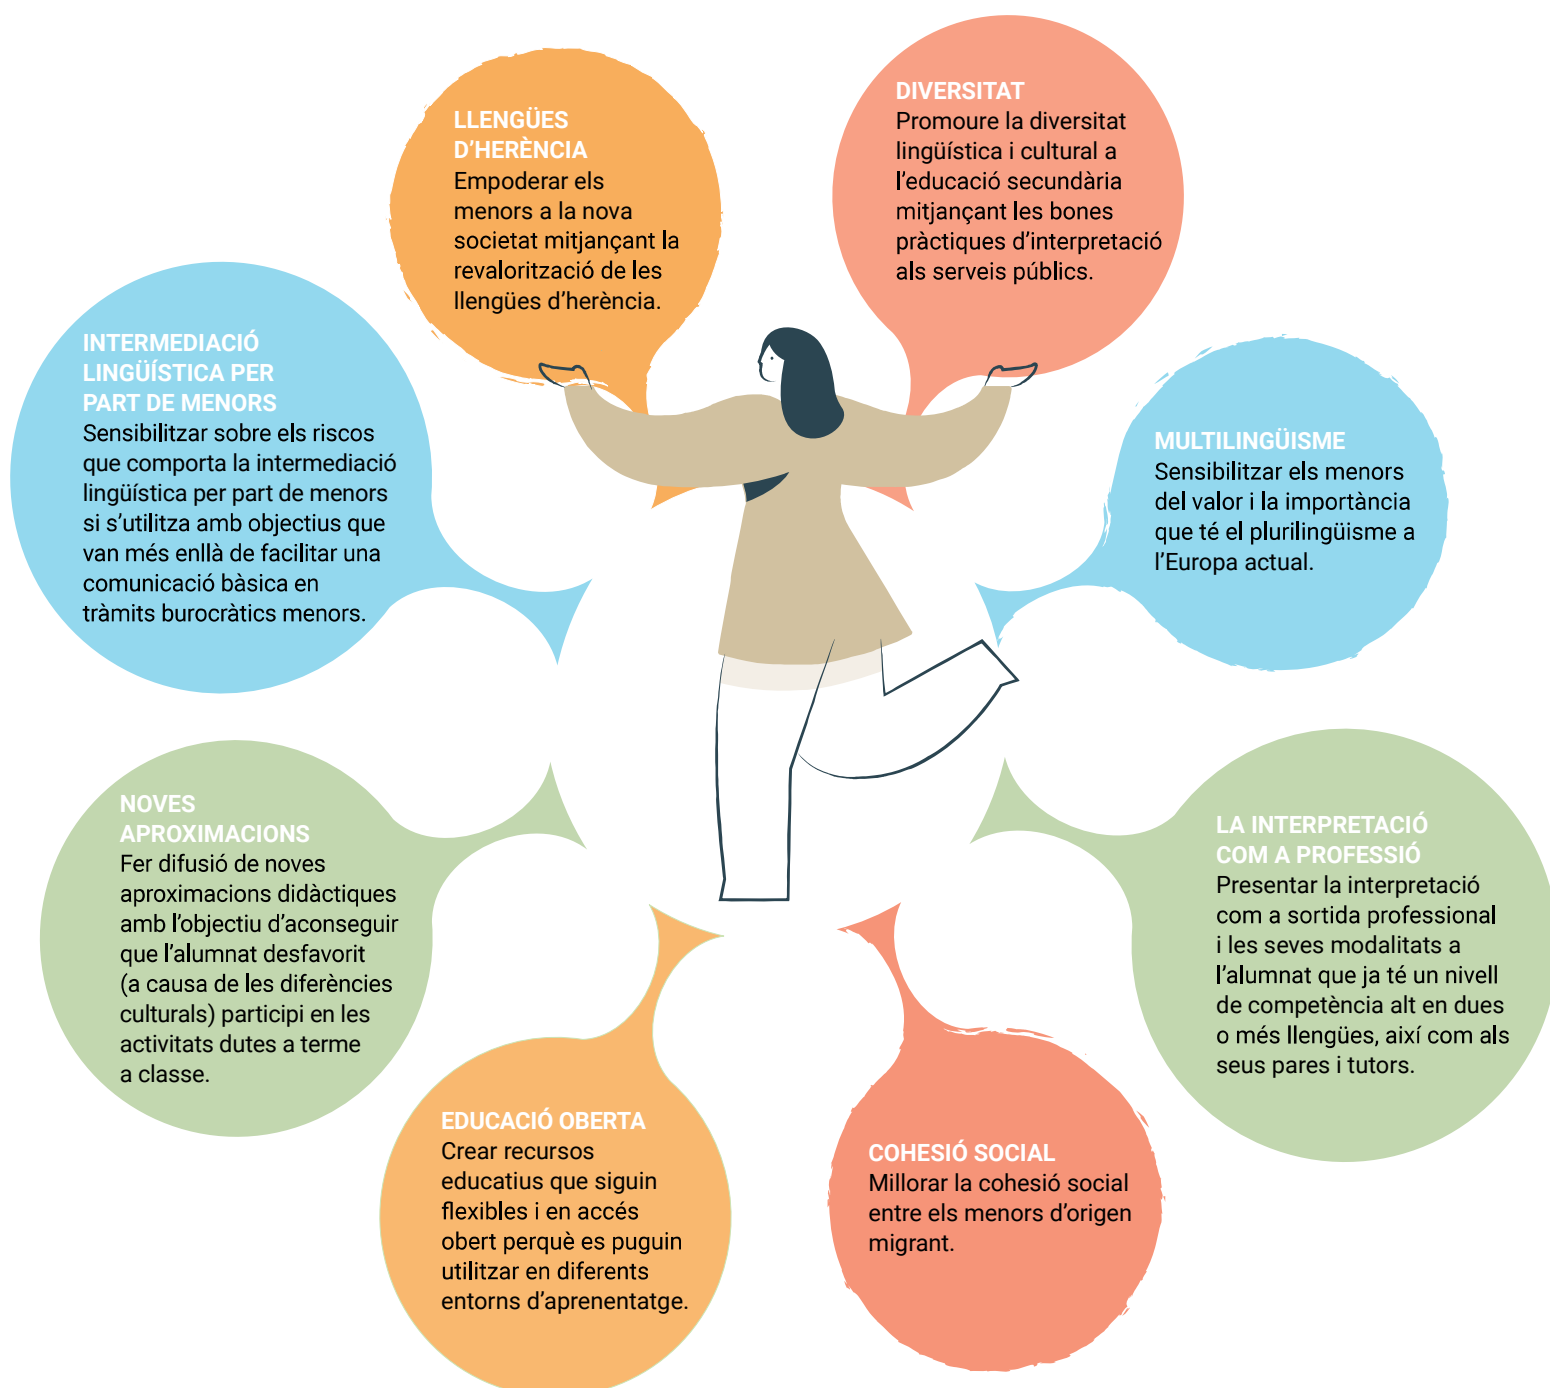 LLENGÜES
D'HERÈNCIA
Empoderar els
menors a la nova
societat mitjançant la
revalorització de les
llengües d'herència.
DIVERSITAT
Promoure la diversitat
lingüística i cultural a
l'educació secundària
mitjançant les bones
pràctiques d'interpretació
als serveis públics.
INTERMEDIACIÓ
LINGÜÍSTICA PER
PART DE MENORS
Sensibilitzar sobre els riscos
que comporta la intermediació
lingüística per part de menors
si s'utilitza amb objectius que
van més enllà de facilitar una
comunicació bàsica en
tràmits burocràtics menors.
MULTILINGÜISME
Sensibilitzar els menors
del valor i la importància
que té el plurilingüisme a
l'Europa actual.
NOVES
APROXIMACIONS
Fer difusió de noves
aproximacions didàctiques
amb l'objectiu d'aconseguir
que l'alumnat desfavorit
(a causa de les diferències
culturals) participi en les
activitats dutes a terme
a classe.
LA INTERPRETACIÓ
COM A PROFESSIÓ
Presentar la interpretació
com a sortida professional
i les seves modalitats a
l'alumnat que ja té un nivell
de competència alt en dues
o més llengües, així com als
seus pares i tutors.
EDUCACIÓ OBERTA
Crear recursos
educatius que siguin
flexibles i en accés
obert perquè es puguin
utilitzar en diferents
entorns d'aprenentatge.
COHESIÓ SOCIAL
Millorar la cohesió social
entre els menors d'origen
migrant.